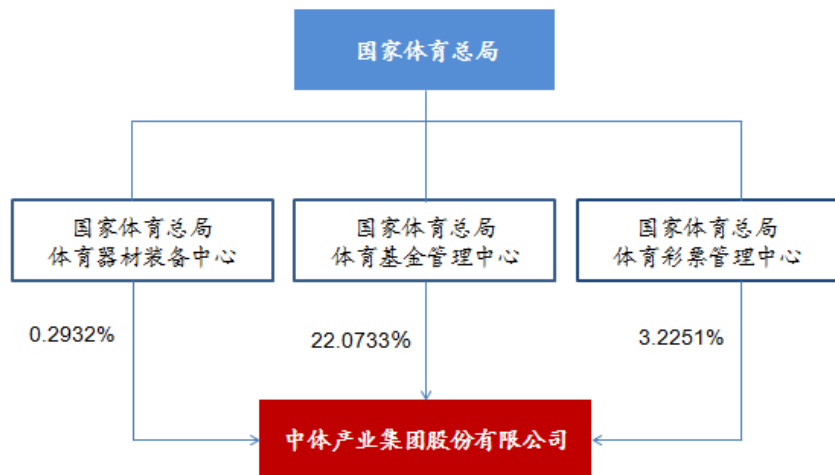 国家体育总局
国家体育总局
体育器材装备中心
国家体育总局
体育基金管理中心
国家体育总局
体育彩票管理中心
0.2932%
22.0733%
3.2251%
中体产业集团股份有限公司